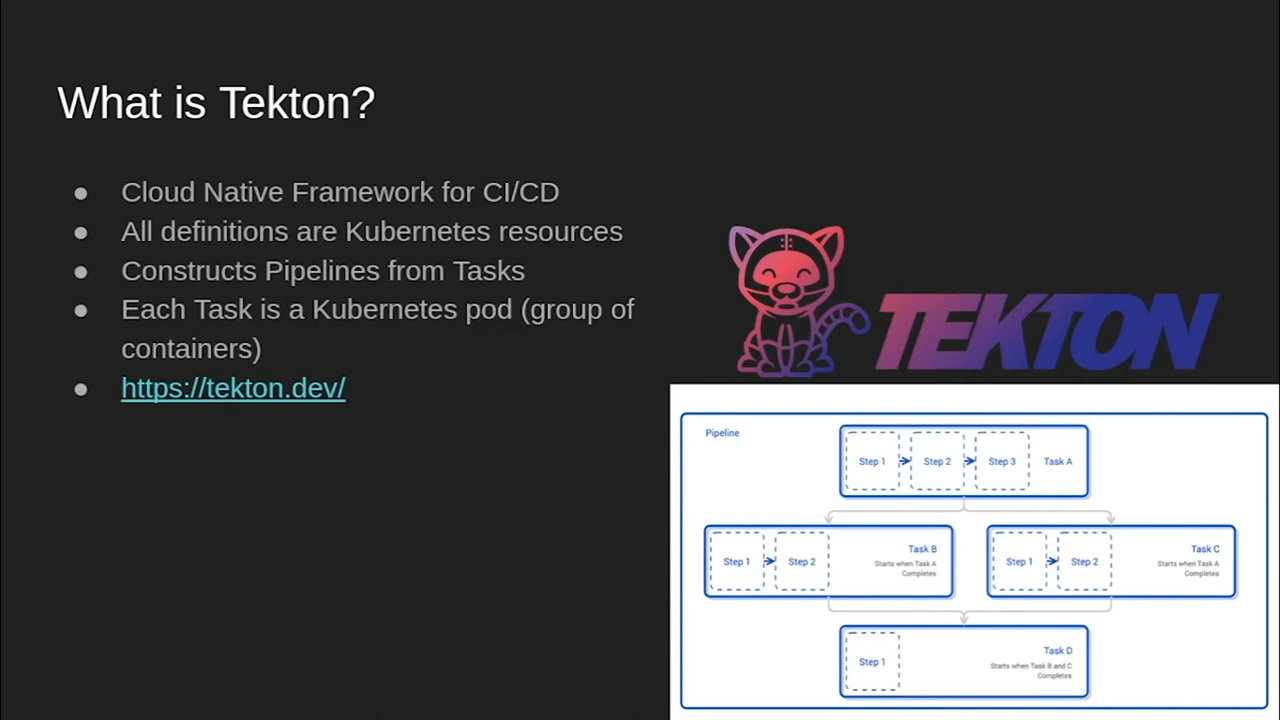 What is Tekton?
● Cloud Native Framework for CI/CD
● All definitions are Kubernetes resources
● Constructs Pipelines from Tasks
● Each Task is a Kubernetes pod (group of
containers)
● https://tekton.dev/
TEKTON
Pipeline
Step 1 Step 2 Step 3 Task A
Step 1 Step 2 Task B
Starts when Task A
Completes
Step 1 Step 2 Task C
Starts when Task A
Completes
Step 1 Task D
Starts when Task B and C
Completes